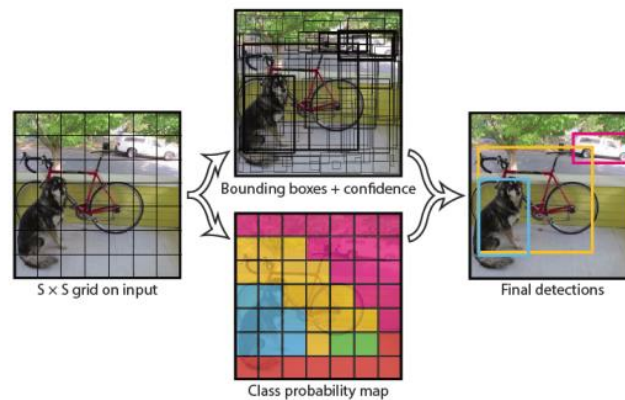 Bounding boxes + confidence
S × S grid on input
Final detections
Class probability map